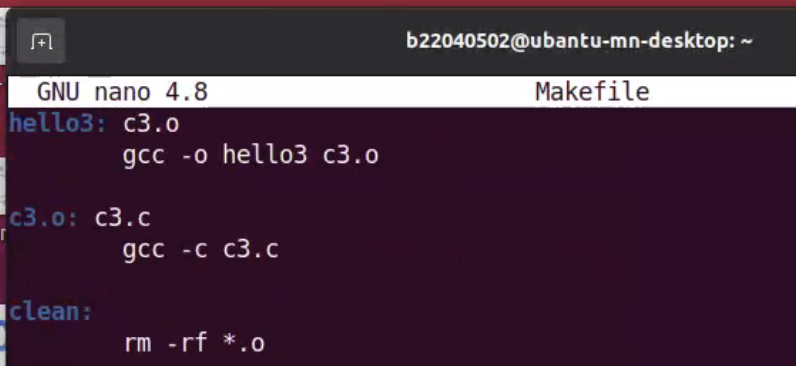 b22040502@ubantu-mn-desktop: ~
GNU nano 4.8 Makefile
hello3: c3.o
gcc -o hello3 c3.o
c3.o: c3.c
gcc -c c3.c
clean:
rm -rf *.o